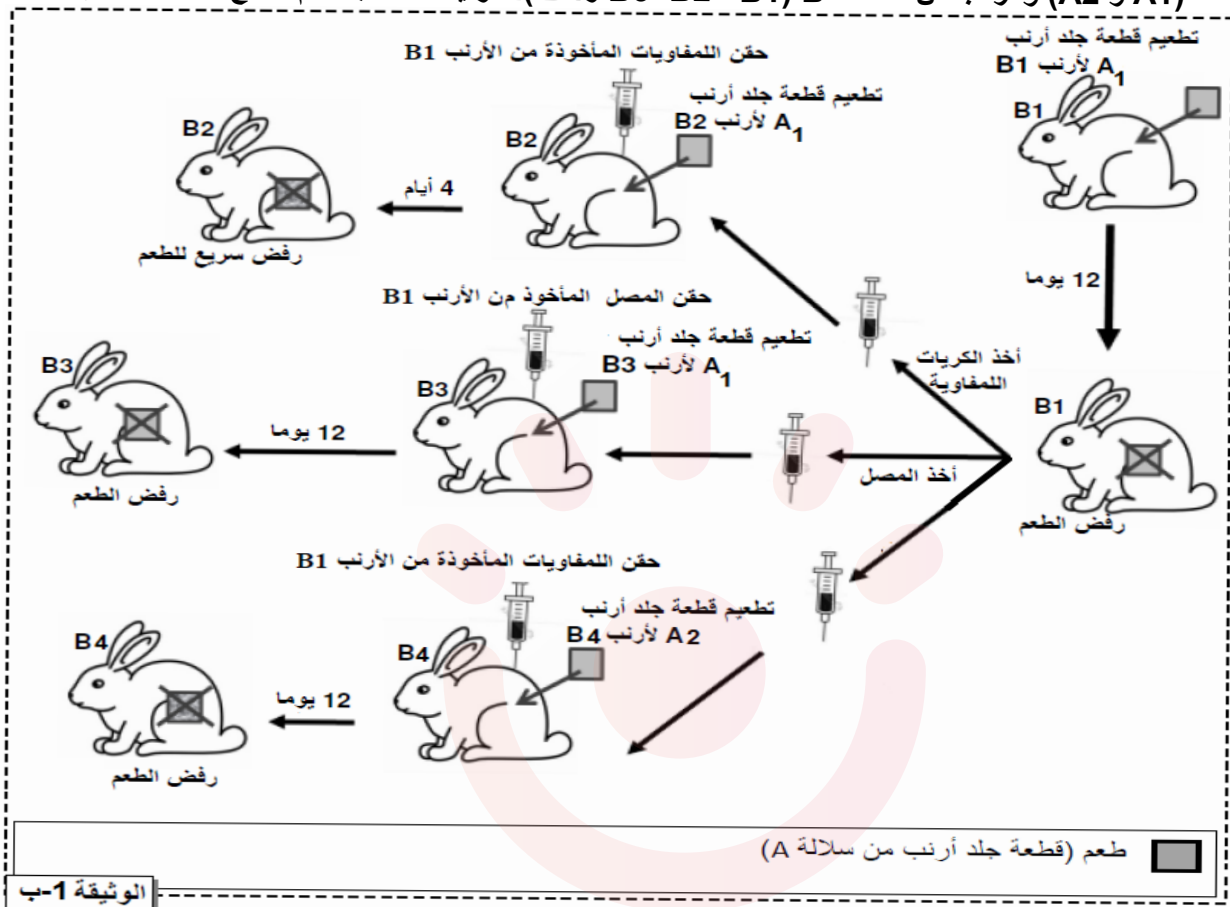 تطعيم قطعة جلد أرنب
A1 لأرنب B1
B1
حقن اللمفاويات المأخوذة من الأرنب B1
تطعيم قطعة جلد أرنب
A1 لأرنب B2
B2
4 أيام
B2
رفض سريع للطعم
12 يوما
حقن المصل المأخوذ من الأرنب B1
تطعيم قطعة جلد أرنب
A1 لأرنب B3
B3
12 يوما
B3
رفض الطعم
أخذ الكريات
اللمفاوية
أخذ المصل
B1
رفض الطعم
حقن اللمفاويات المأخوذة من الأرنب B1
تطعيم قطعة جلد أرنب
A2 لأرنب B4
B4
12 يوما
B4
رفض الطعم
طعم (قطعة جلد أرنب من سلالة A)
الوثيقة 1-ب